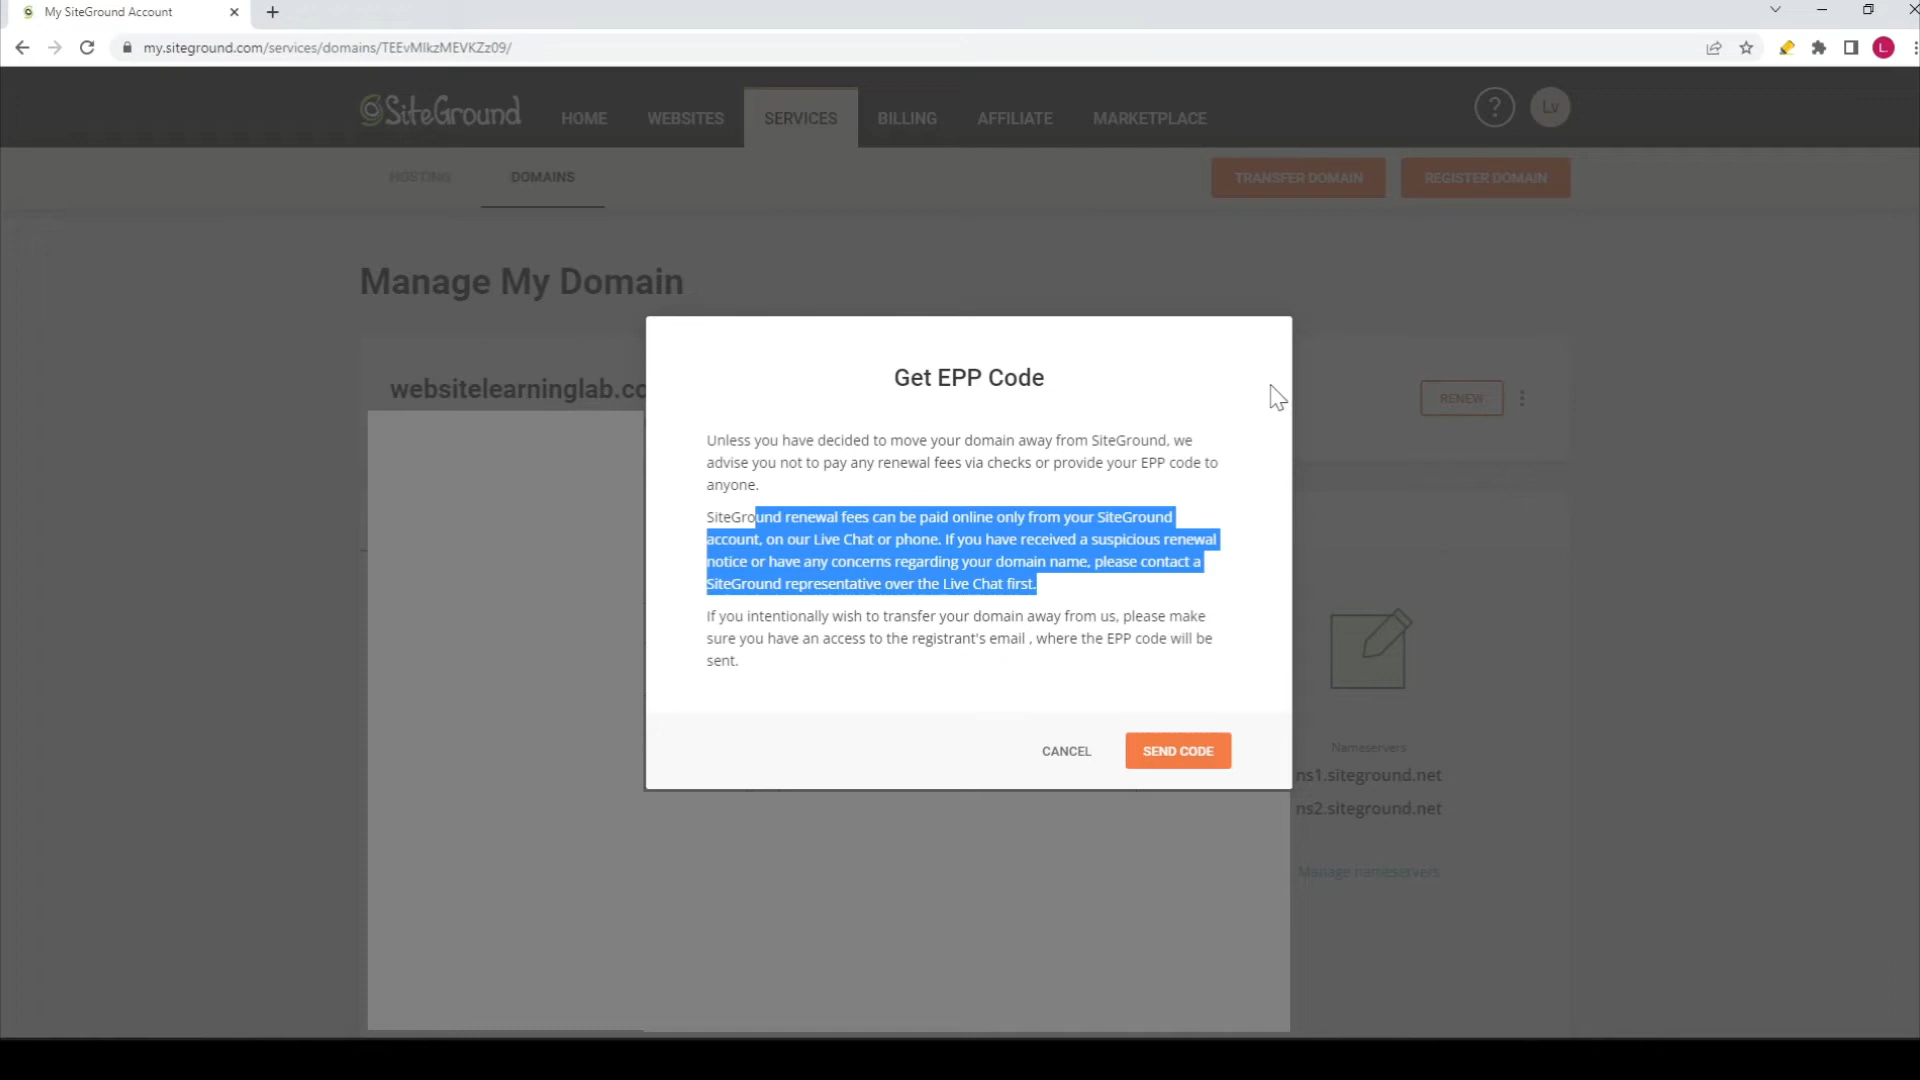 My SiteGround Account
my.siteground.com/services/domains/TEEvMlkzMEVKZz09/
L
SiteGround HOME WEBSITES SERVICES BILLING AFFILIATE MARKETPLACE ? Lv
HOSTING DOMAINS TRANSFER DOMAIN REGISTER DOMAIN
Manage My Domain
websitelearninglab.co
RENEW
Get EPP Code
Unless you have decided to move your domain away from SiteGround, we
advise you not to pay any renewal fees via checks or provide your EPP code to
anyone.
SiteGround renewal fees can be paid online only from your SiteGround
account, on our Live Chat or phone. If you have received a suspicious renewal
notice or have any concerns regarding your domain name, please contact a
SiteGround representative over the Live Chat first.
If you intentionally wish to transfer your domain away from us, please make
sure you have an access to the registrant's email , where the EPP code will be
sent.
CANCEL SEND CODE
Nameservers
ns1.siteground.net
ns2.siteground.net
Manage nameservers